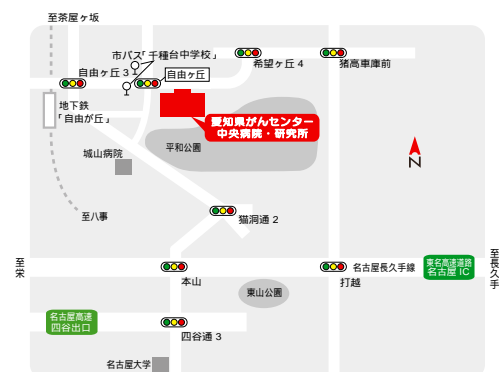 至茶屋ヶ坂
市バス「千種台中学校」
希望ヶ丘 4
猪高車庫前
自由ヶ丘 3
自由ヶ丘
地下鉄
「自由が丘」
愛知県がんセンター
中央病院・研究所
平和公園
城山病院
N
至八事
猫洞通 2
至栄
本山
東山公園
打越
名古屋長久手線
東名高速道路
名古屋 IC
至長久手
名古屋高速
四谷出口
四谷通 3
名古屋大学